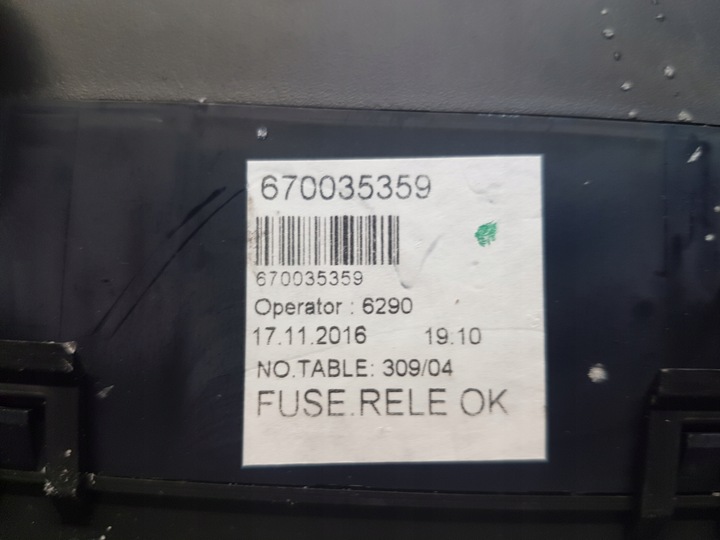 670035359
670035359
Operator : 6290
17.11.2016 19.10
NO.TABLE: 309/04
FUSE.RELE OK